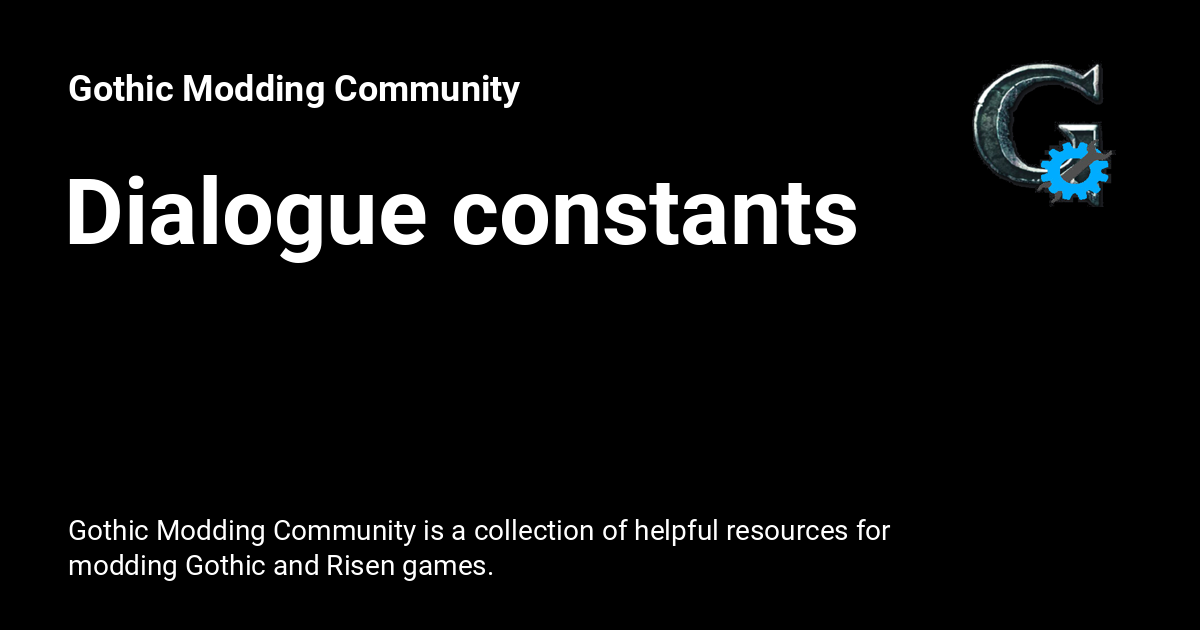 Gothic Modding Community
Dialogue constants
Gothic Modding Community is a collection of helpful resources for
modding Gothic and Risen games.
G